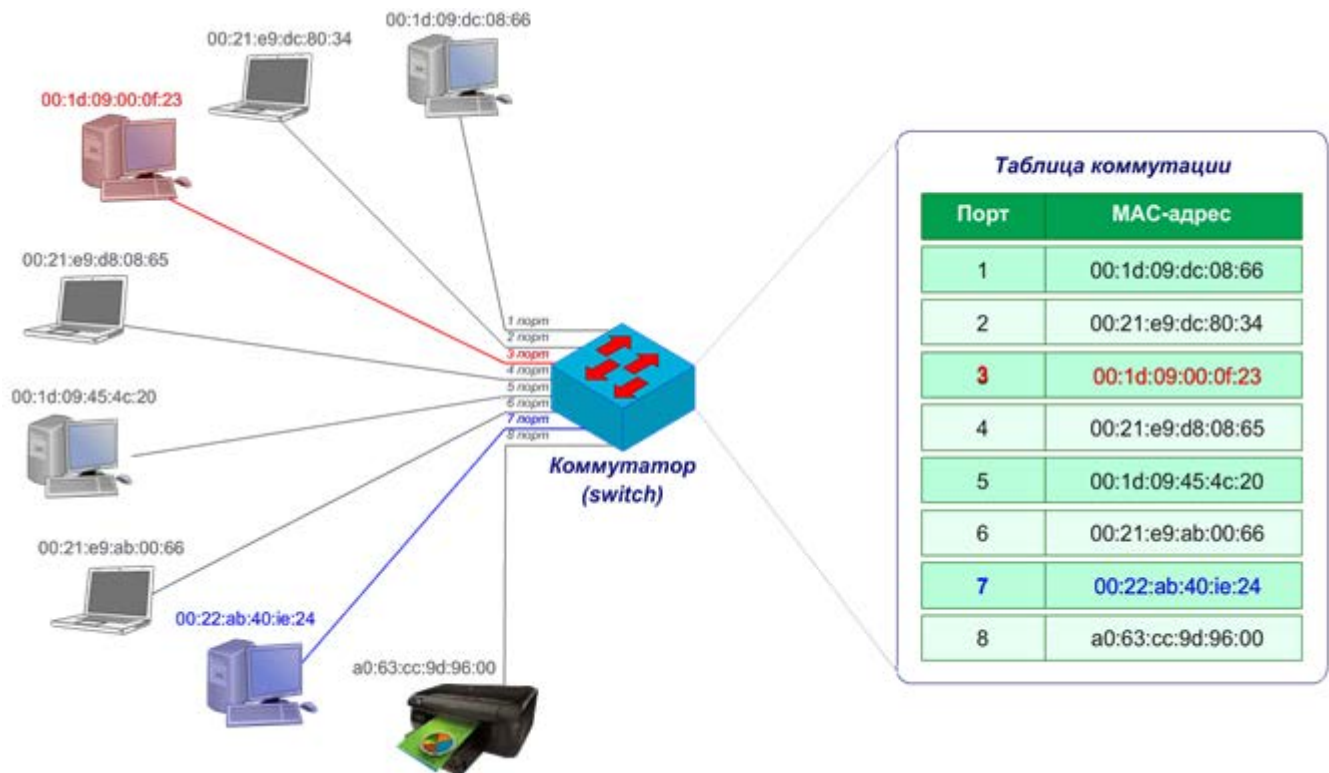 00:1d:09:dc:08:66
00:21:e9:dc:80:34
00:1d:09:00:0f:23
00:21:e9:d8:08:65
00:1d:09:45:4c:20
00:21:e9:ab:00:66
00:22:ab:40:ie:24
a0:63:cc:9d:96:00
1 порт
2 порт
3 порт
4 порт
5 порт
6 порт
7 порт
8 порт
Коммутатор
(switch)
Таблица коммутации
Порт MAC-адрес
1 00:1d:09:dc:08:66
2 00:21:e9:dc:80:34
3 00:1d:09:00:0f:23
4 00:21:e9:d8:08:65
5 00:1d:09:45:4c:20
6 00:21:e9:ab:00:66
7 00:22:ab:40:ie:24
8 a0:63:cc:9d:96:00